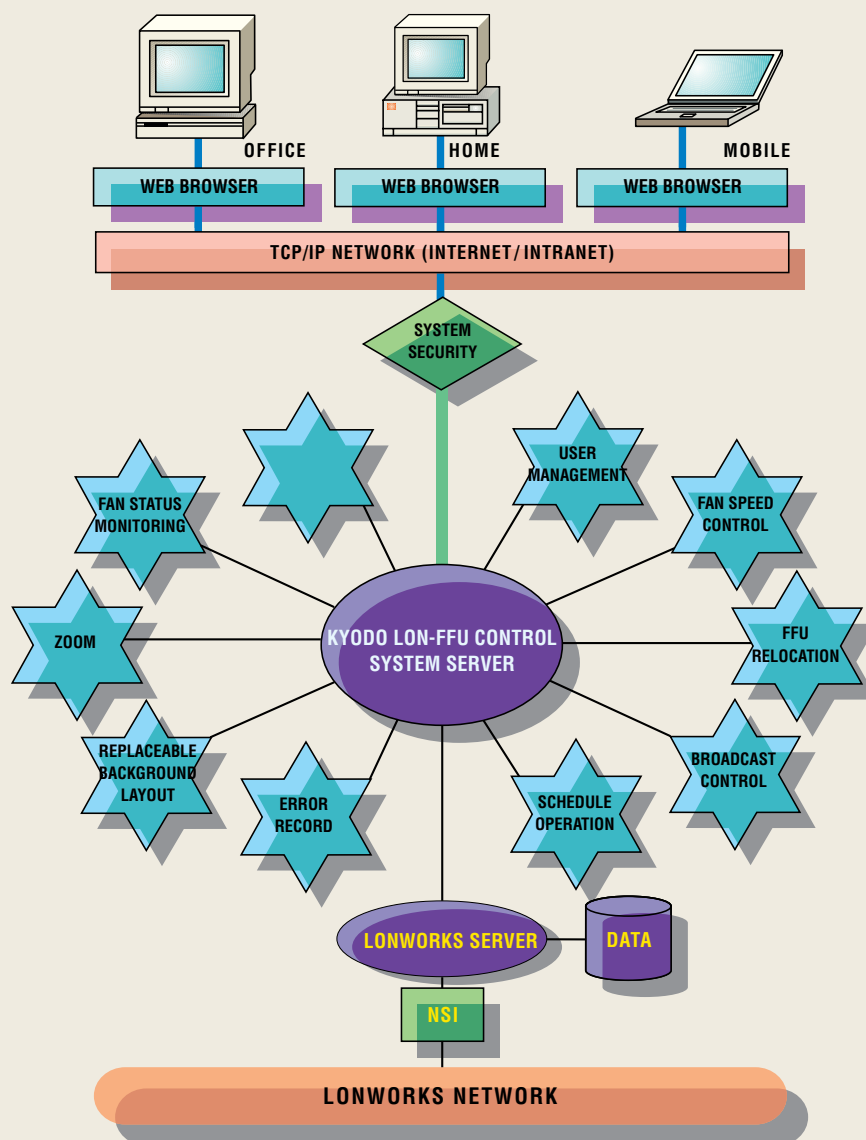 OFFICE
HOME
MOBILE
WEB BROWSER
WEB BROWSER
WEB BROWSER
TCP/IP NETWORK (INTERNET/INTRANET)
SYSTEM
SECURITY
USER
MANAGEMENT
FAN STATUS
MONITORING
FAN SPEED
CONTROL
ZOOM
KYODO LON-FFU CONTROL
SYSTEM SERVER
FFU
RELOCATION
REPLACEABLE
BACKGROUND
LAYOUT
BROADCAST
CONTROL
ERROR
RECORD
SCHEDULE
OPERATION
LONWORKS SERVER
DATA
NSI
LONWORKS NETWORK